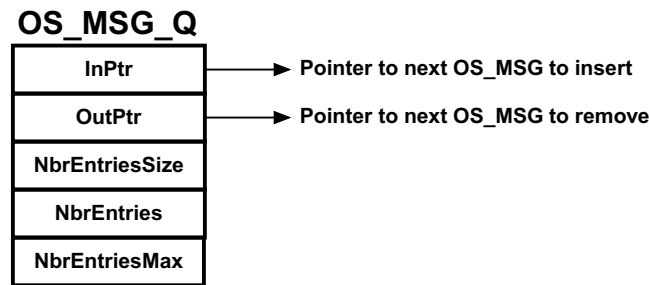 OS_MSG_Q
InPtr
Pointer to next OS_MSG to insert
OutPtr
Pointer to next OS_MSG to remove
NbrEntriesSize
NbrEntries
NbrEntriesMax